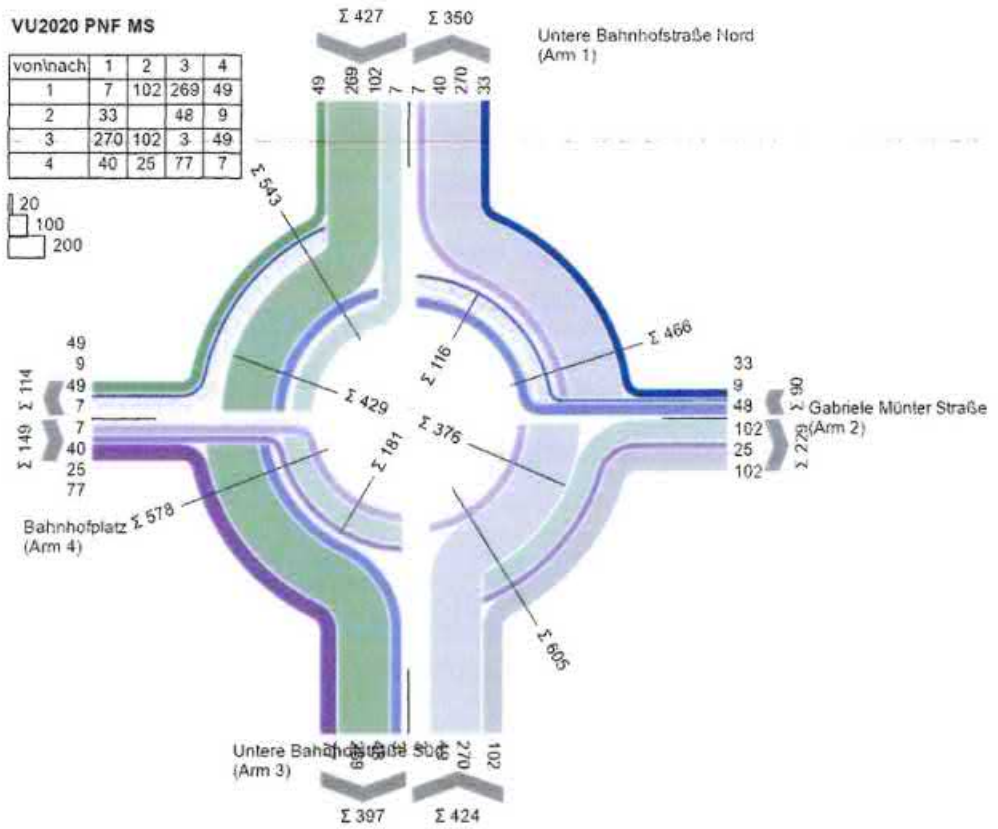 VU2020 PNF MS
von\nach 1 2 3 4
1 7 102 269 49
2 33 48 9
3 270 102 3 49
4 40 25 77 7
20
100
200
Σ 427
Σ 350
Untere Bahnhofstraße Nord
(Arm 1)
49 269 102 7 7 40 270 33
Σ 543
Σ 466
Σ 116
Σ 429
Σ 376
Σ 181
Σ 578
Σ 605
49
9
49
7
Σ 114
7
40
25
77
Σ 149
Bahnhofplatz
(Arm 4)
33
9
48
Σ 90
102
25
102
Σ 229
Gabriele Münter Straße
(Arm 2)
Untere
(Arm 3)
270 102
Σ 397
Σ 424